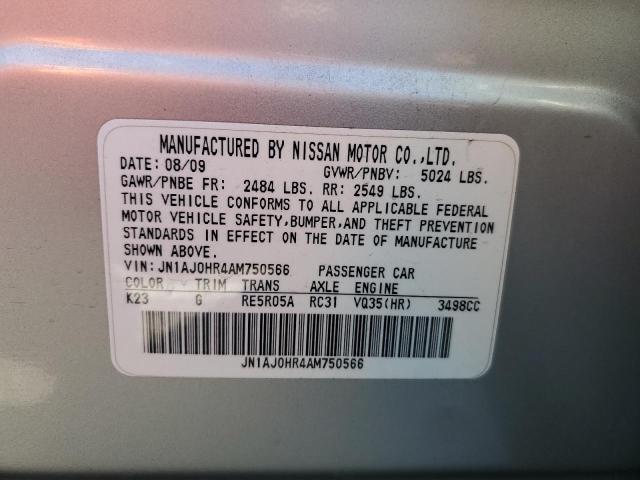 MANUFACTURED BY NISSAN MOTOR CO.,LTD.
DATE: 08/09 GVWR/PNBV: 5024 LBS.
GAWR/PNBE FR: 2484 LBS. RR: 2549 LBS.
THIS VEHICLE CONFORMS TO ALL APPLICABLE FEDERAL
MOTOR VEHICLE SAFETY,BUMPER,AND THEFT PREVENTION
STANDARDS IN EFFECT ON THE DATE OF MANUFACTURE
SHOWN ABOVE.
VIN: JN1AJ0HR4AM750566 PASSENGER CAR
COLOR TRIM TRANS AXLE ENGINE
K23 G RE5R05A RC31 VQ35(HR) 3498CC
JN1AJ0HR4AM750566